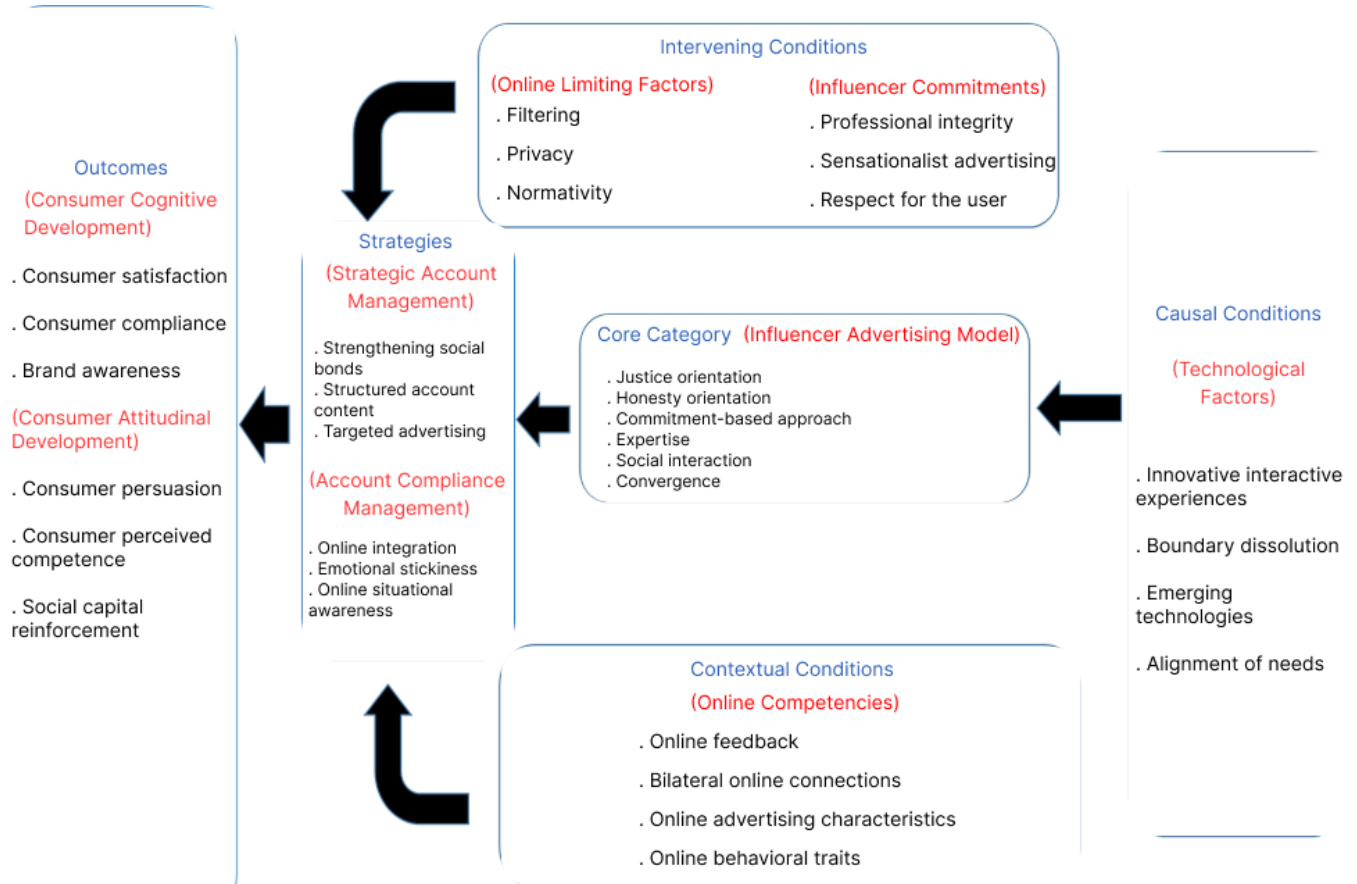 Intervening Conditions
(Online Limiting Factors)
. Filtering
. Privacy
. Normativity
(Influencer Commitments)
. Professional integrity
. Sensationalist advertising
. Respect for the user
Outcomes
(Consumer Cognitive
Development)
. Consumer satisfaction
. Consumer compliance
. Brand awareness
(Consumer Attitudinal
Development)
. Consumer persuasion
. Consumer perceived
competence
. Social capital
reinforcement
Strategies
(Strategic Account
Management)
. Strengthening social
bonds
. Structured account
content
. Targeted advertising
(Account Compliance
Management)
. Online integration
. Emotional stickiness
. Online situational
awareness
Core Category (Influencer Advertising Model)
. Justice orientation
. Honesty orientation
. Commitment-based approach
. Expertise
. Social interaction
. Convergence
Causal Conditions
(Technological
Factors)
. Innovative interactive
experiences
. Boundary dissolution
. Emerging
technologies
. Alignment of needs
Contextual Conditions
(Online Competencies)
. Online feedback
. Bilateral online connections
. Online advertising characteristics
. Online behavioral traits